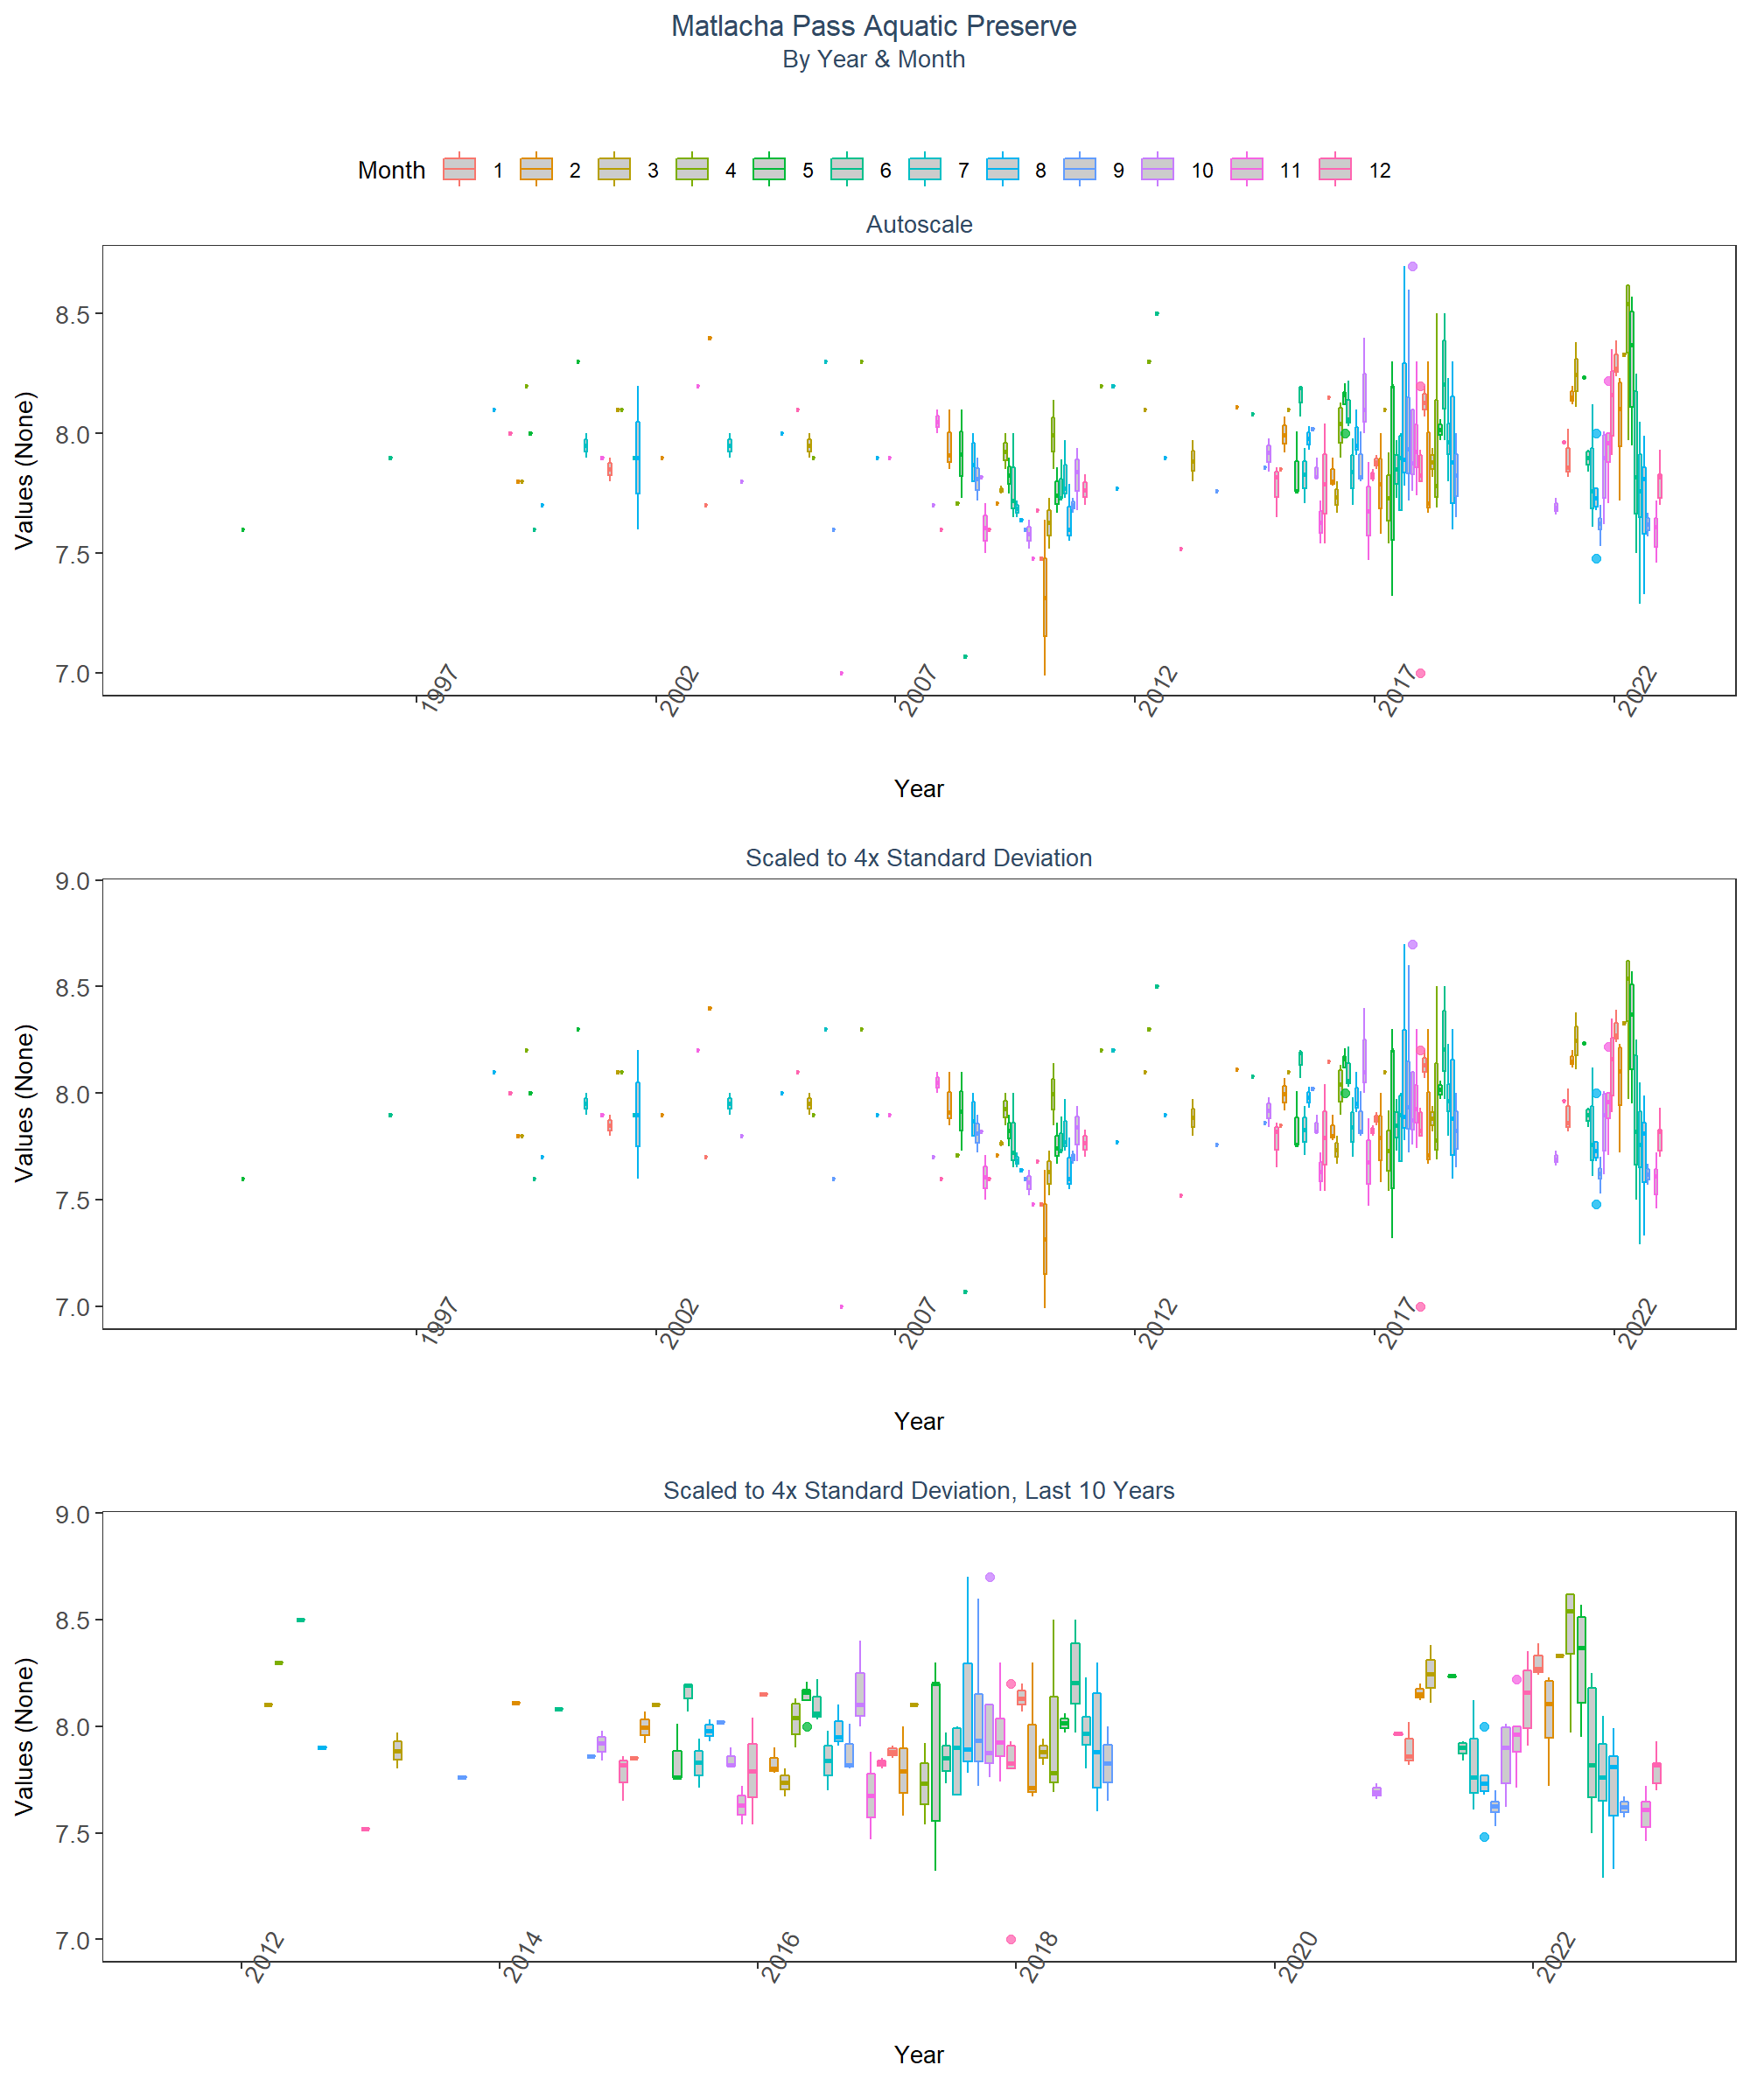 Matlacha Pass Aquatic Preserve
By Year & Month
Month 1 2 3 4 5 6 7 8 9 10 11 12
Autoscale
Values (None)
8.5
8.0
7.5
7.0
1997 2002 2007 2012 2017 2022
Year
Scaled to 4x Standard Deviation
Values (None)
9.0
8.5
8.0
7.5
7.0
1997 2002 2007 2012 2017 2022
Year
Scaled to 4x Standard Deviation, Last 10 Years
Values (None)
9.0
8.5
8.0
7.5
7.0
2012 2014 2016 2018 2020 2022
Year